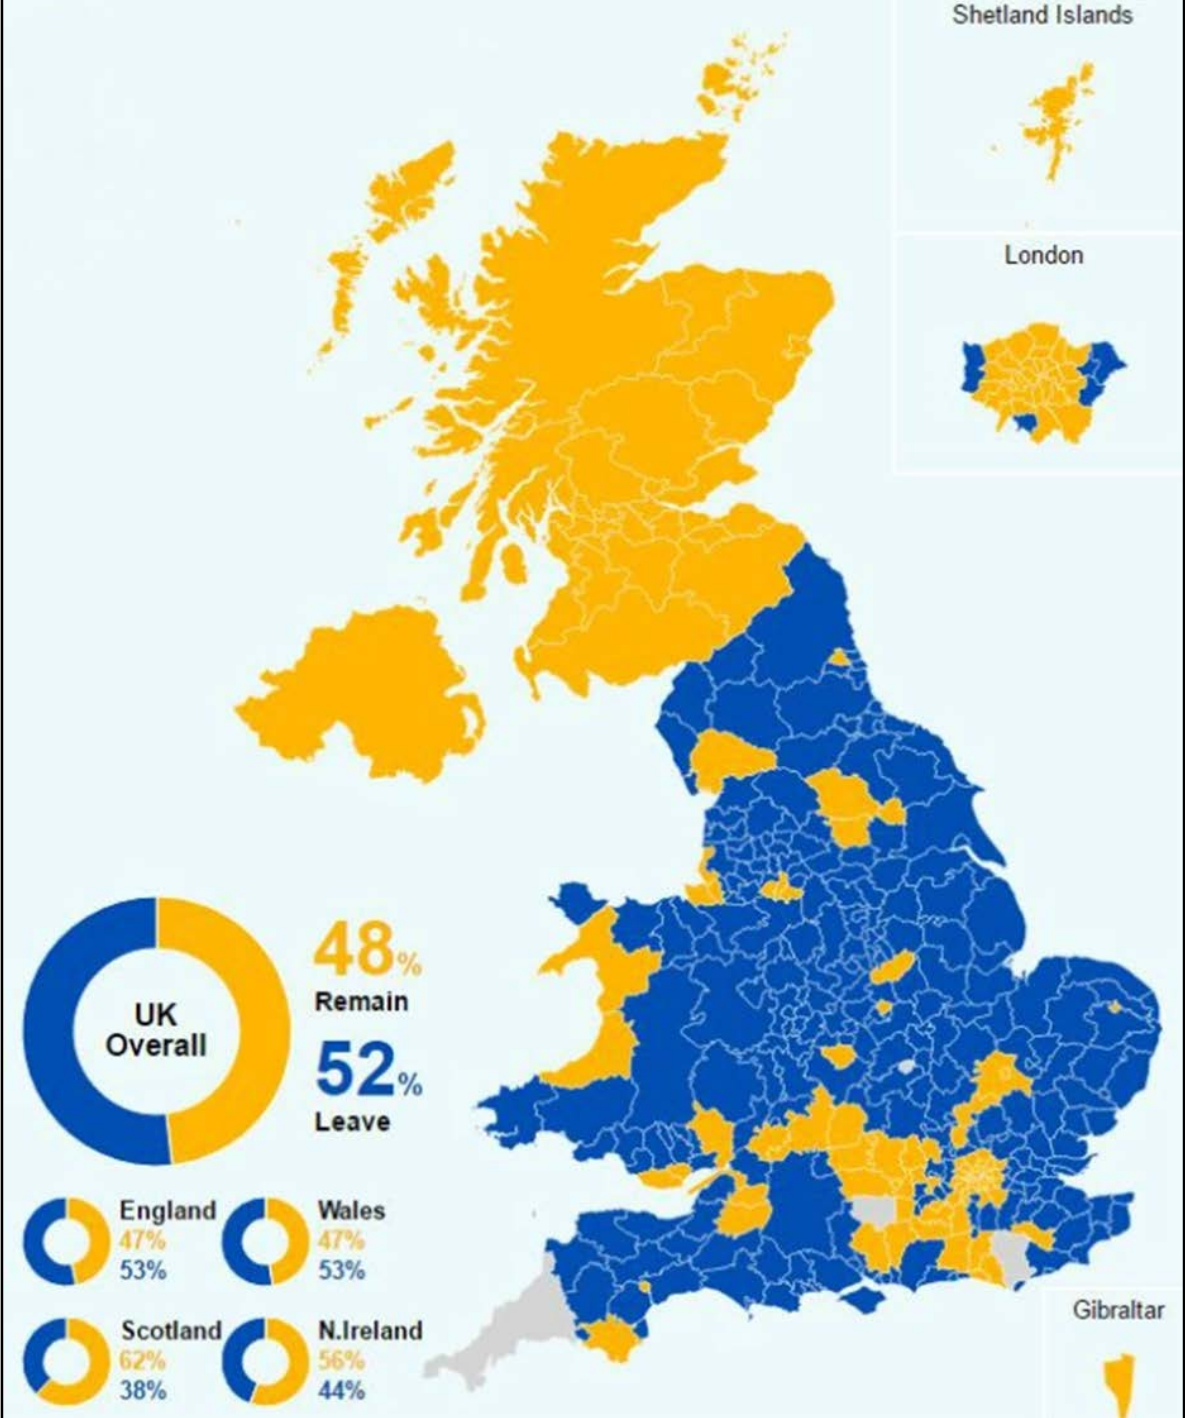 Shetland Islands
London
UK
Overall
48%
Remain
52%
Leave
England
47%
53%
Wales
47%
53%
Scotland
62%
38%
N.Ireland
56%
44%
Gibraltar